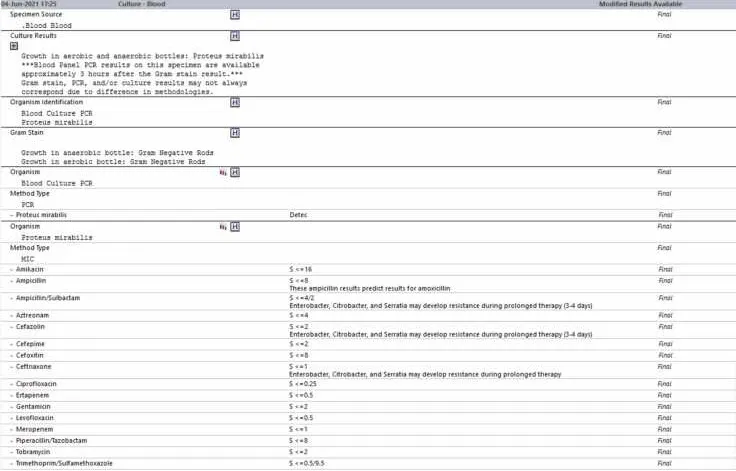 04-Jun-2021 17:25 Culture - Blood Modified Results Available
Specimen Source H Final
.Blood Blood
Culture Results H Final
Growth in aerobic and anaerobic bottles: Proteus mirabilis
***Blood Panel PCR results on this specimen are available
approximately 3 hours after the Gram stain result.***
Gram stain, PCR, and/or culture results may not always
correspond due to difference in methodologies.
Organism Identification H Final
Blood Culture PCR
Proteus mirabilis
Gram Stain H Final
Growth in anaerobic bottle: Gram Negative Rods
Growth in aerobic bottle: Gram Negative Rods
Organism H Final
Blood Culture PCR
Method Type Final
PCR
- Proteus mirabilis Detec Final
Organism H Final
Proteus mirabilis
Method Type Final
MIC
- Amikacin S <=16 Final
- Ampicillin S <=8 Final
These ampicillin results predict results for amoxicillin
- Ampicillin/Sulbactam S <=4/2 Final
Enterobacter, Citrobacter, and Serratia may develop resistance during prolonged therapy (3-4 days)
- Aztreonam S <=4 Final
- Cefazolin S <=2 Final
Enterobacter, Citrobacter, and Serratia may develop resistance during prolonged therapy (3-4 days)
- Cefepime S <=2 Final
- Cefoxitin S <=8 Final
- Ceftriaxone S <=1 Final
Enterobacter, Citrobacter, and Serratia may develop resistance during prolonged therapy
- Ciprofloxacin S <=0.25 Final
- Ertapenem S <=0.5 Final
- Gentamicin S <=2 Final
- Levofloxacin S <=0.5 Final
- Meropenem S <=1 Final
- Piperacillin/Tazobactam S <=8 Final
- Tobramycin S <=2 Final
- Trimethoprim/Sulfamethoxazole S <=0.5/9.5 Final